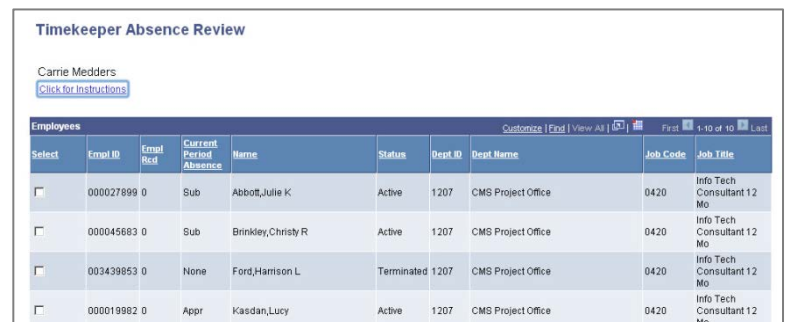 Timekeeper Absence Review
Carrie Medders
Click for Instructions
Employees Customize | Find | View All | | First 1-10 of 10 Last
Select Empl ID Empl Rcd Current Period Absence Name Status Dept ID Dept Name Job Code Job Title
000027899 0 Sub Abbott,Julie K Active 1207 CMS Project Office 0420 Info Tech Consultant 12 Mo
000045683 0 Sub Brinkley,Christy R Active 1207 CMS Project Office 0420 Info Tech Consultant 12 Mo
003439853 0 None Ford,Harrison L Terminated 1207 CMS Project Office 0420 Info Tech Consultant 12 Mo
000019982 0 Appr Kasdan,Lucy Active 1207 CMS Project Office 0420 Info Tech Consultant 12 Mo